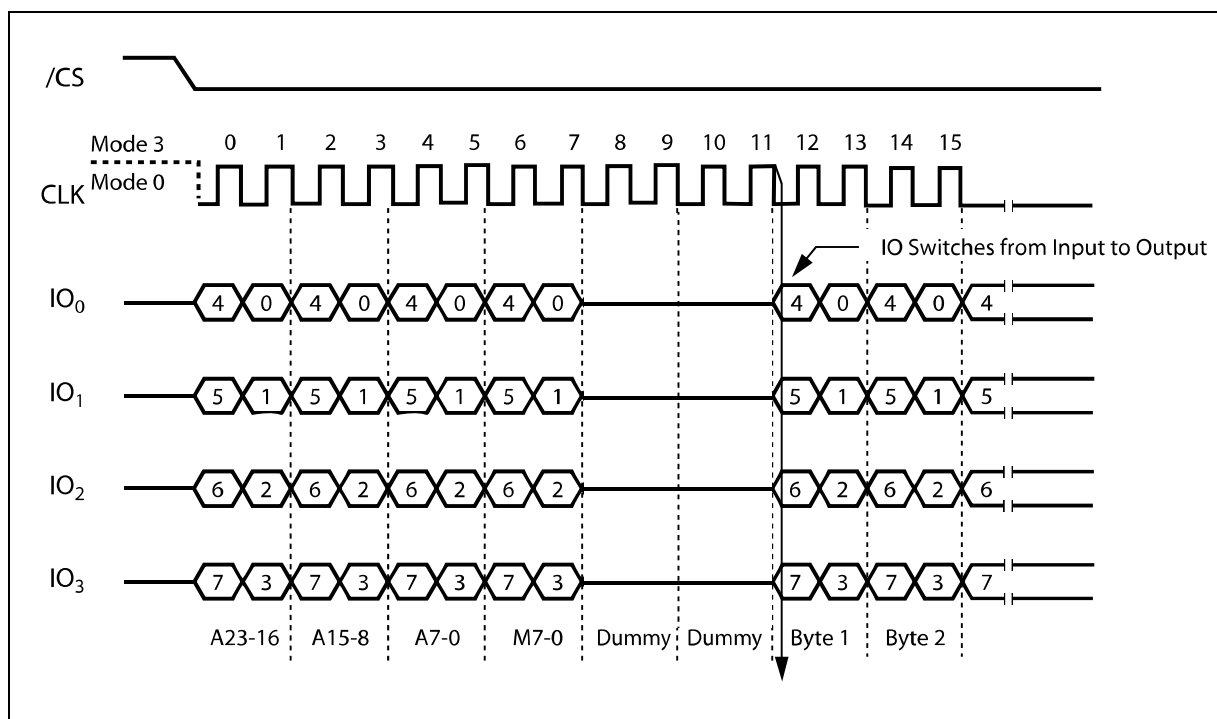 /CS
Mode 3
0 1 2 3 4 5 6 7 8 9 10 11 12 13 14 15
Mode 0
CLK
IO Switches from Input to Output
IO0 4 0 4 0 4 0 4 0 4 0 4 0 4
IO1 5 1 5 1 5 1 5 1 5 1 5 1 5
IO2 6 2 6 2 6 2 6 2 6 2 6 2 6
IO3 7 3 7 3 7 3 7 3 7 3 7 3 7
A23-16 A15-8 A7-0 M7-0 Dummy Dummy Byte 1 Byte 2